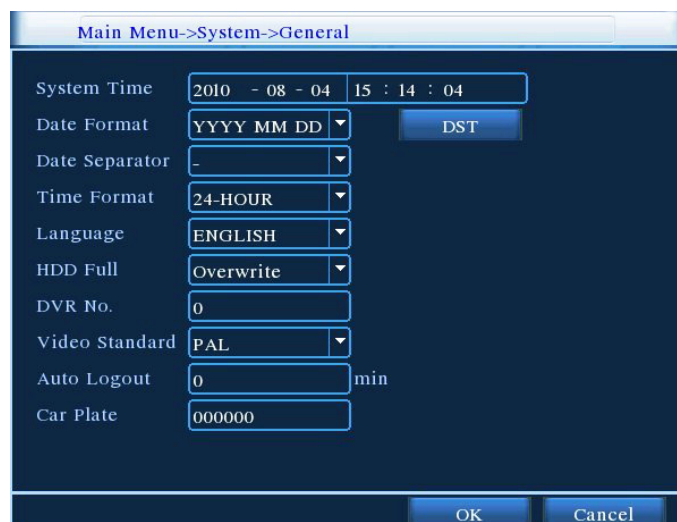 Main Menu->System->General
System Time 2010 - 08 - 04 15 : 14 : 04
Date Format YYYY MM DD DST
Date Separator -
Time Format 24-HOUR
Language ENGLISH
HDD Full Overwrite
DVR No. 0
Video Standard PAL
Auto Logout 0 min
Car Plate 000000
OK Cancel